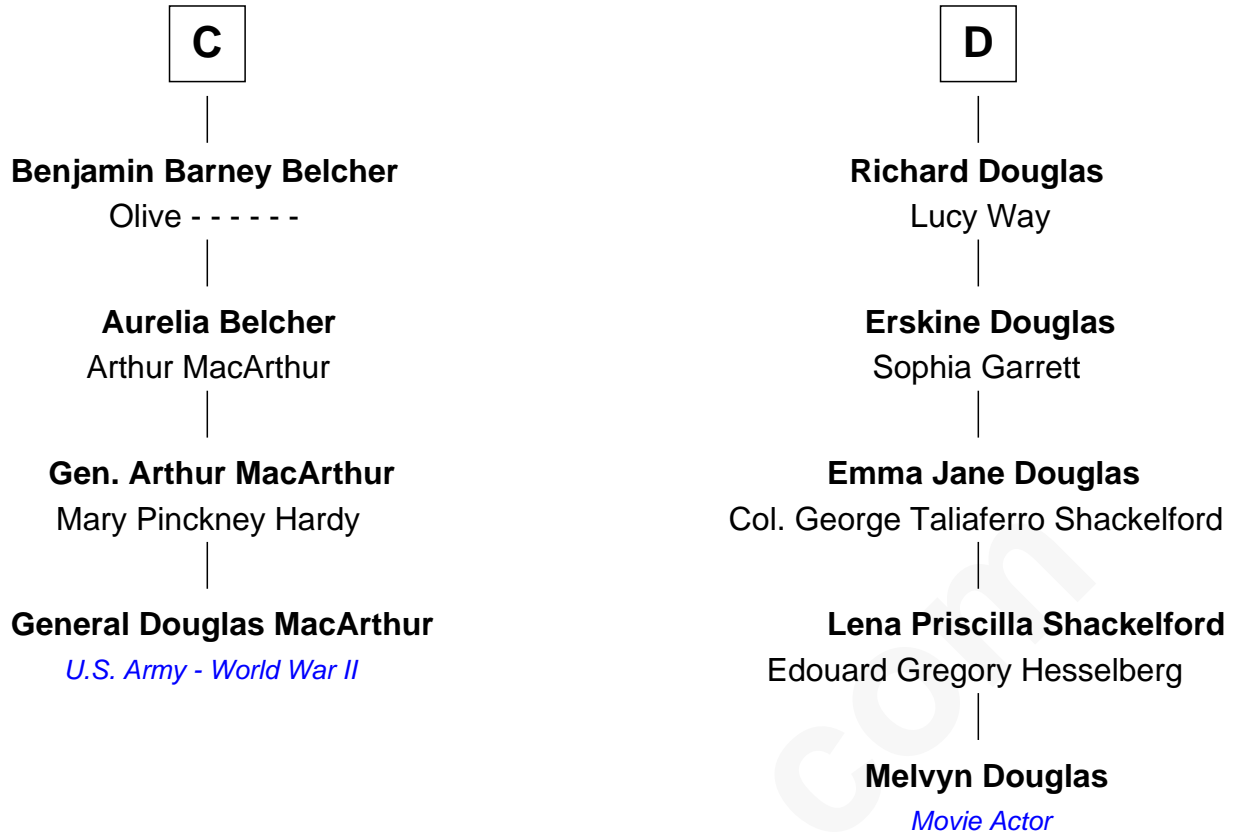 C
Benjamin Barney Belcher
Olive - - - - - -
Aurelia Belcher
Arthur MacArthur
Gen. Arthur MacArthur
Mary Pinckney Hardy
General Douglas MacArthur
U.S. Army - World War II
D
Richard Douglas
Lucy Way
Erskine Douglas
Sophia Garrett
Emma Jane Douglas
Col. George Taliaferro Shackelford
Lena Priscilla Shackelford
Edouard Gregory Hesselberg
Melvyn Douglas
Movie Actor
com